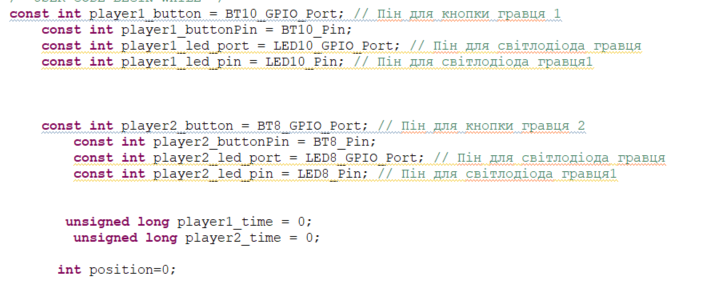 const int player1_button = BT10_GPIO_Port; // Пін для кнопки гравця 1
const int player1_buttonPin = BT10_Pin;
const int player1_led_port = LED10_GPIO_Port; // Пін для світлодіода гравця
const int player1_led_pin = LED10_Pin; // Пін для світлодіода гравця1
const int player2_button = BT8_GPIO_Port; // Пін для кнопки гравця 2
const int player2_buttonPin = BT8_Pin;
const int player2_led_port = LED8_GPIO_Port; // Пін для світлодіода гравця
const int player2_led_pin = LED8_Pin; // Пін для світлодіода гравця1
unsigned long player1_time = 0;
unsigned long player2_time = 0;
int position=0;